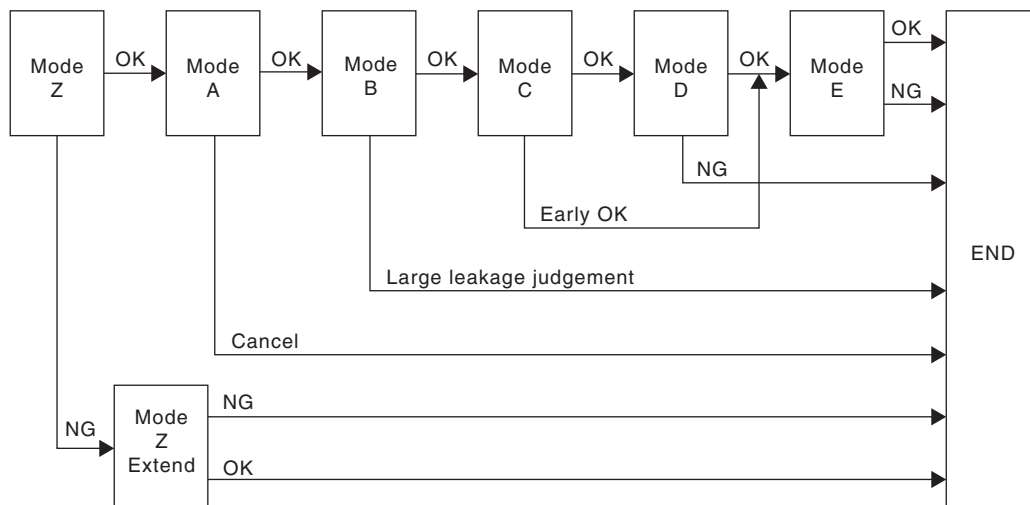 Mode
Z
OK
Mode
A
OK
Mode
B
OK
Mode
C
OK
Mode
D
OK
Mode
E
OK
NG
NG
Early OK
END
Large leakage judgement
Cancel
NG
Mode
Z
Extend
NG
OK